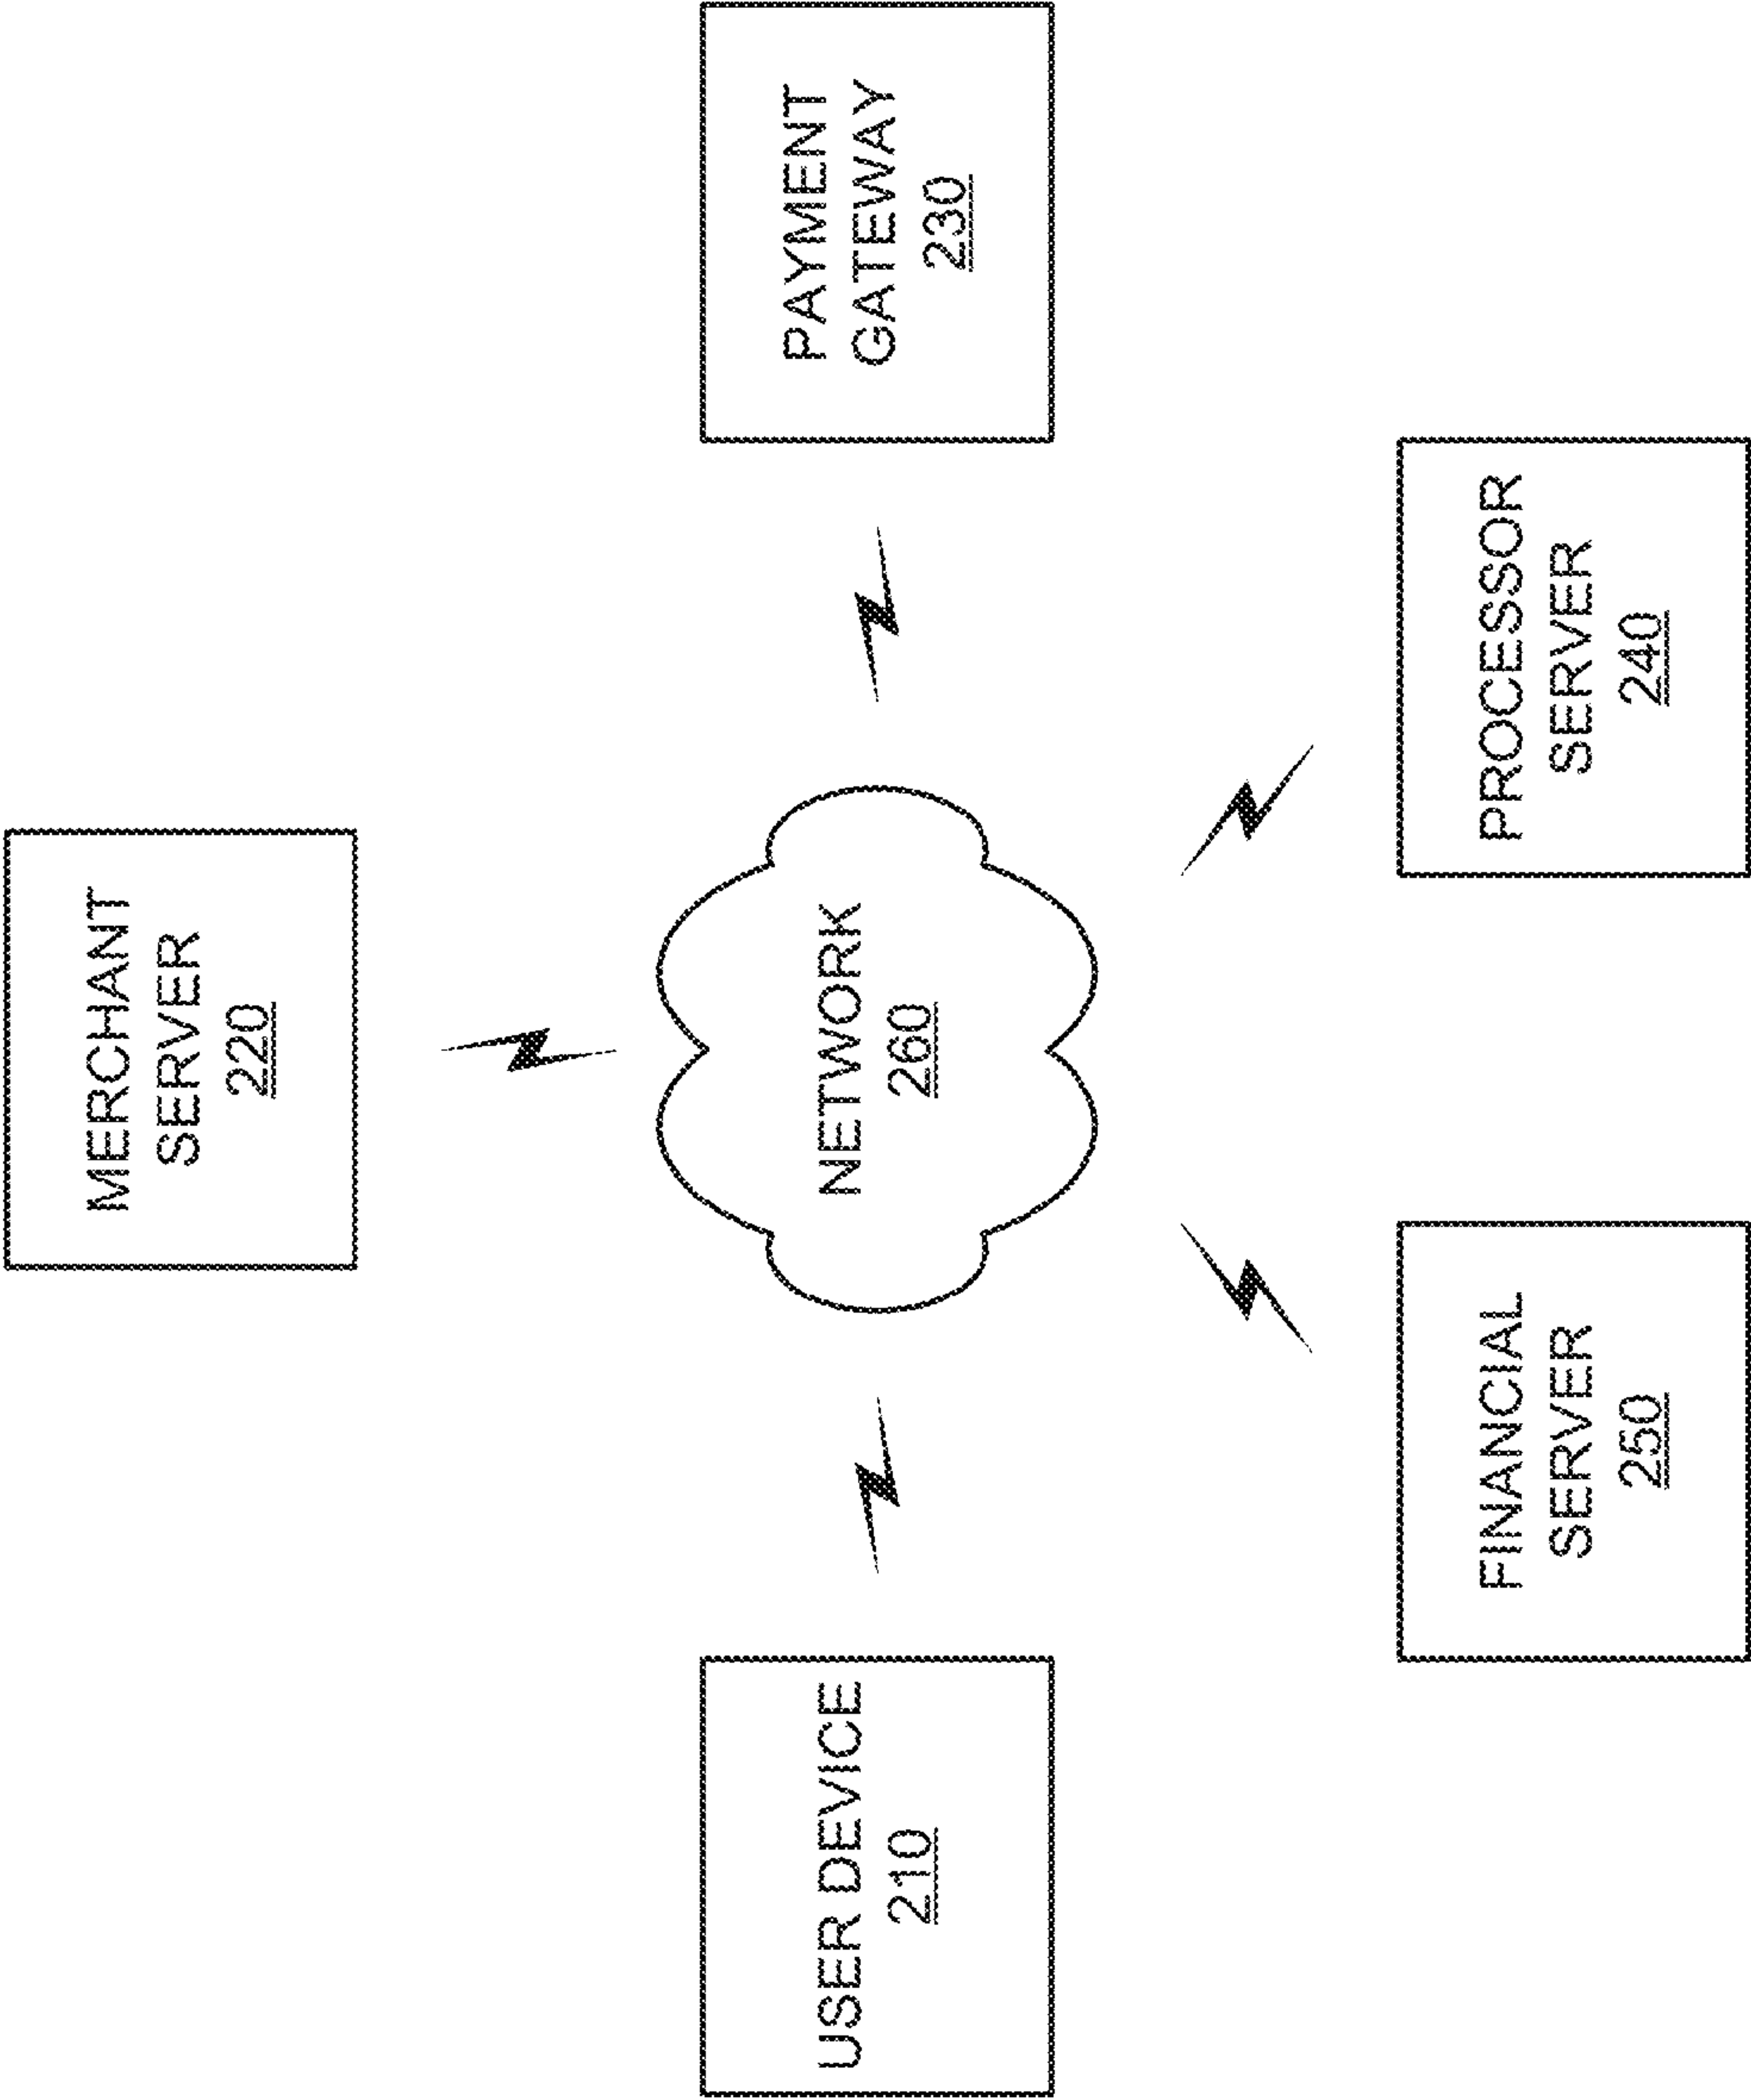 MERCHANT
SERVER
220
USER DEVICE
210
NETWORK
260
PAYMENT
GATEWAY
230
FINANCIAL
SERVER
250
PROCESSOR
SERVER
240